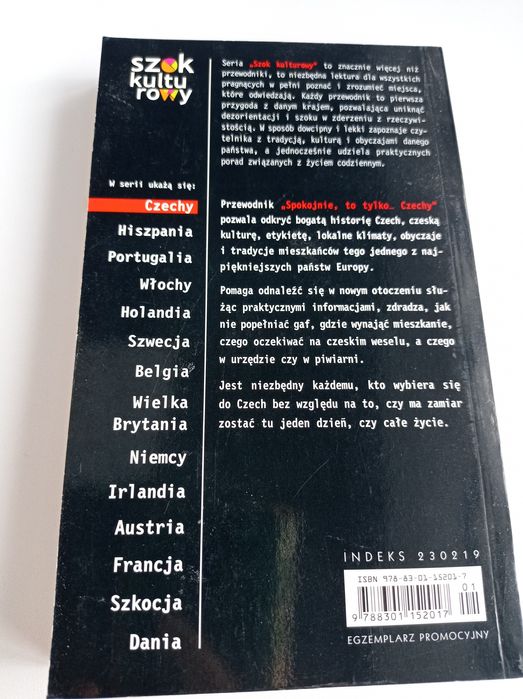 szok
kultu
rowy
W serii ukażą się:
Czechy
Hiszpania
Portugalia
Włochy
Holandia
Szwecja
Belgia
Wielka
Brytania
Niemcy
Irlandia
Austria
Francja
Szkocja
Dania
Seria „Szok kulturowy" to znacznie więcej niż
przewodniki, to niezbędna lektura dla wszystkich
pragnących w pełni poznać i zrozumieć miejsca,
które odwiedzają. Każdy przewodnik to pierwsza
przygoda z danym krajem, pozwalająca uniknąć
dezorientacji i szoku w zderzeniu z rzeczywi-
stością. W sposób dowcipny i lekki zapoznaje czy-
telnika z tradycją, kulturą i obyczajami danego
państwa, a jednocześnie udziela praktycznych
porad związanych z życiem codziennym.
Przewodnik „Spokojnie, to tylko… Czechy"
pozwala odkryć bogatą historię Czech, czeską
kulturę, etykietę, lokalne klimaty, obyczaje
i tradycje mieszkańców tego jednego z naj-
piękniejszych państw Europy.
Pomaga odnaleźć się w nowym otoczeniu słu-
żąc praktycznymi informacjami, zdradza, jak
nie popełniać gaf, gdzie wynająć mieszkanie,
czego oczekiwać na czeskim weselu, a czego
w urzędzie czy w piwiarni.
Jest niezbędny każdemu, kto wybiera się
do Czech bez względu na to, czy ma zamiar
zostać tu jeden dzień, czy całe życie.
INDEKS 230219
ISBN 978-83-01-15201-7
01
9 788301 152017
EGZEMPLARZ PROMOCYJNY